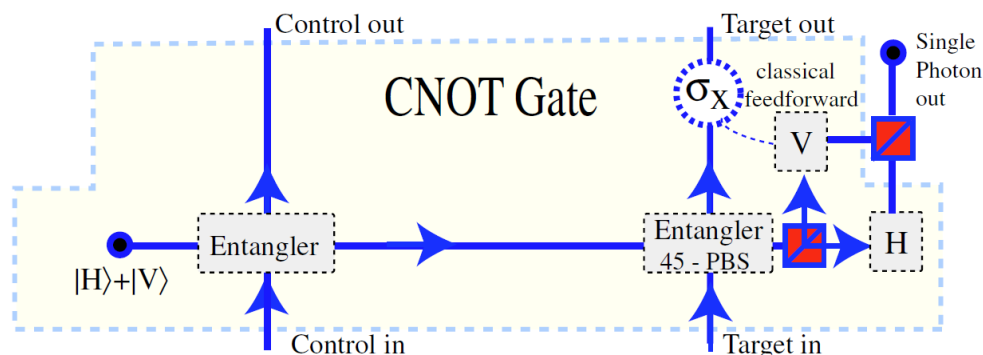 Control out
Target out
Single
Photon
out
CNOT Gate
σX
classical
feedforward
V
Entangler
Entangler
45 - PBS
H
|H⟩+|V⟩
Control in
Target in